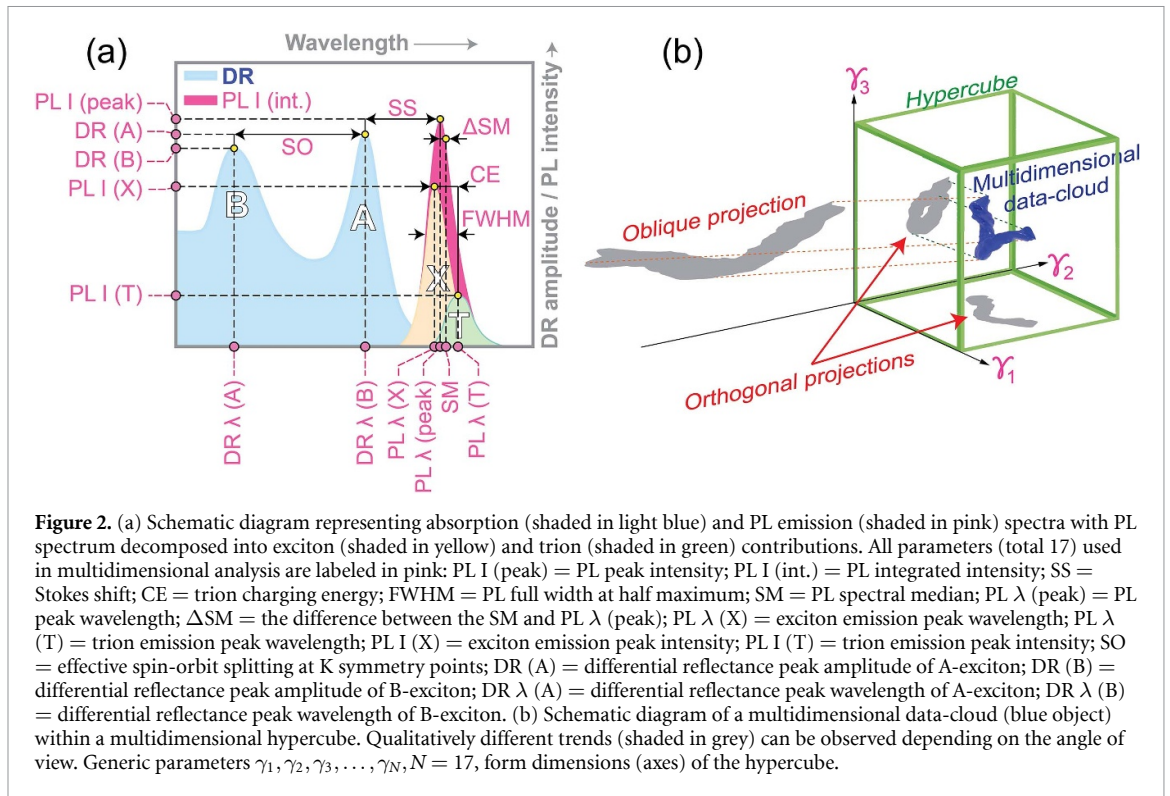 (a)
Wavelength
DR
PL I (int.)
PL I (peak)
DR (A)
DR (B)
PL I (X)
PL I (T)
SS
ΔSM
SO
CE
FWHM
B
A
X
T
DR amplitude / PL intensity
DR λ (A)
DR λ (B)
PL λ (X)
PL λ (peak)
SM
PL λ (T)
(b)
γ3
Hypercube
Multidimensional
data-cloud
Oblique projection
γ2
Orthogonal projections
γ1
Figure 2. (a) Schematic diagram representing absorption (shaded in light blue) and PL emission (shaded in pink) spectra with PL
spectrum decomposed into exciton (shaded in yellow) and trion (shaded in green) contributions. All parameters (total 17) used
in multidimensional analysis are labeled in pink: PL I (peak) = PL peak intensity; PL I (int.) = PL integrated intensity; SS =
Stokes shift; CE = trion charging energy; FWHM = PL full width at half maximum; SM = PL spectral median; PL λ (peak) = PL
peak wavelength; ΔSM = the difference between the SM and PL λ (peak); PL λ (X) = exciton emission peak wavelength; PL λ
(T) = trion emission peak wavelength; PL I (X) = exciton emission peak intensity; PL I (T) = trion emission peak intensity; SO
= effective spin-orbit splitting at K symmetry points; DR (A) = differential reflectance peak amplitude of A-exciton; DR (B) =
differential reflectance peak amplitude of B-exciton; DR λ (A) = differential reflectance peak wavelength of A-exciton; DR λ (B)
= differential reflectance peak wavelength of B-exciton. (b) Schematic diagram of a multidimensional data-cloud (blue object)
within a multidimensional hypercube. Qualitatively different trends (shaded in grey) can be observed depending on the angle of
view. Generic parameters γ1, γ2, γ3, . . . , γN, N = 17, form dimensions (axes) of the hypercube.